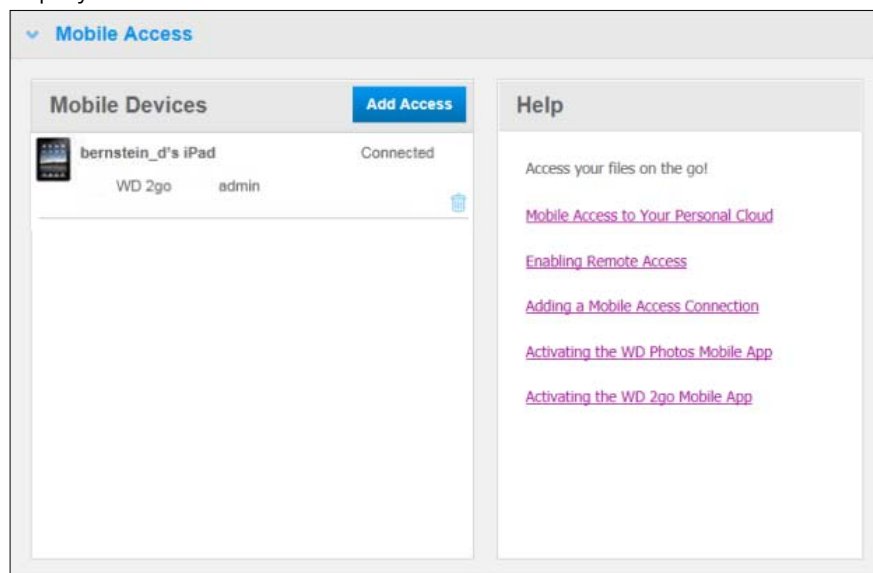 Mobile Access
Mobile Devices
Add Access
bernstein_d's iPad
Connected
WD 2go admin
Help
Access your files on the go!
Mobile Access to Your Personal Cloud
Enabling Remote Access
Adding a Mobile Access Connection
Activating the WD Photos Mobile App
Activating the WD 2go Mobile App